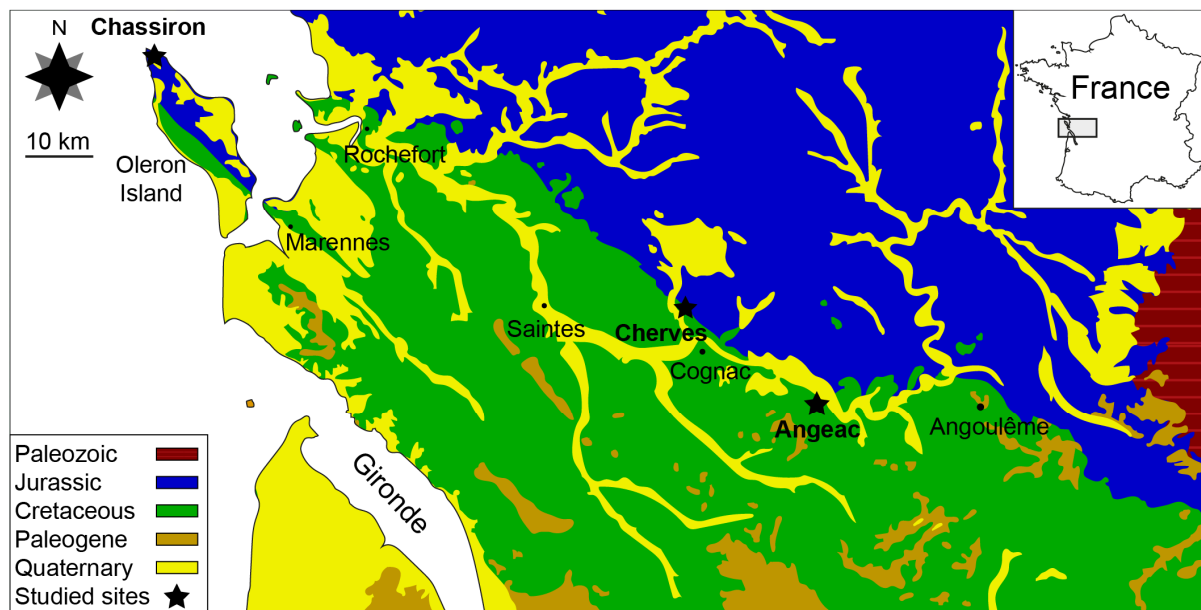 Chassiron
N
10 km
Oleron
Island
Rochefort
Marennes
Saintes
Cherves
Cognac
Angeac
Angoulême
Gironde
France
Paleozoic
Jurassic
Cretaceous
Paleogene
Quaternary
Studied sites